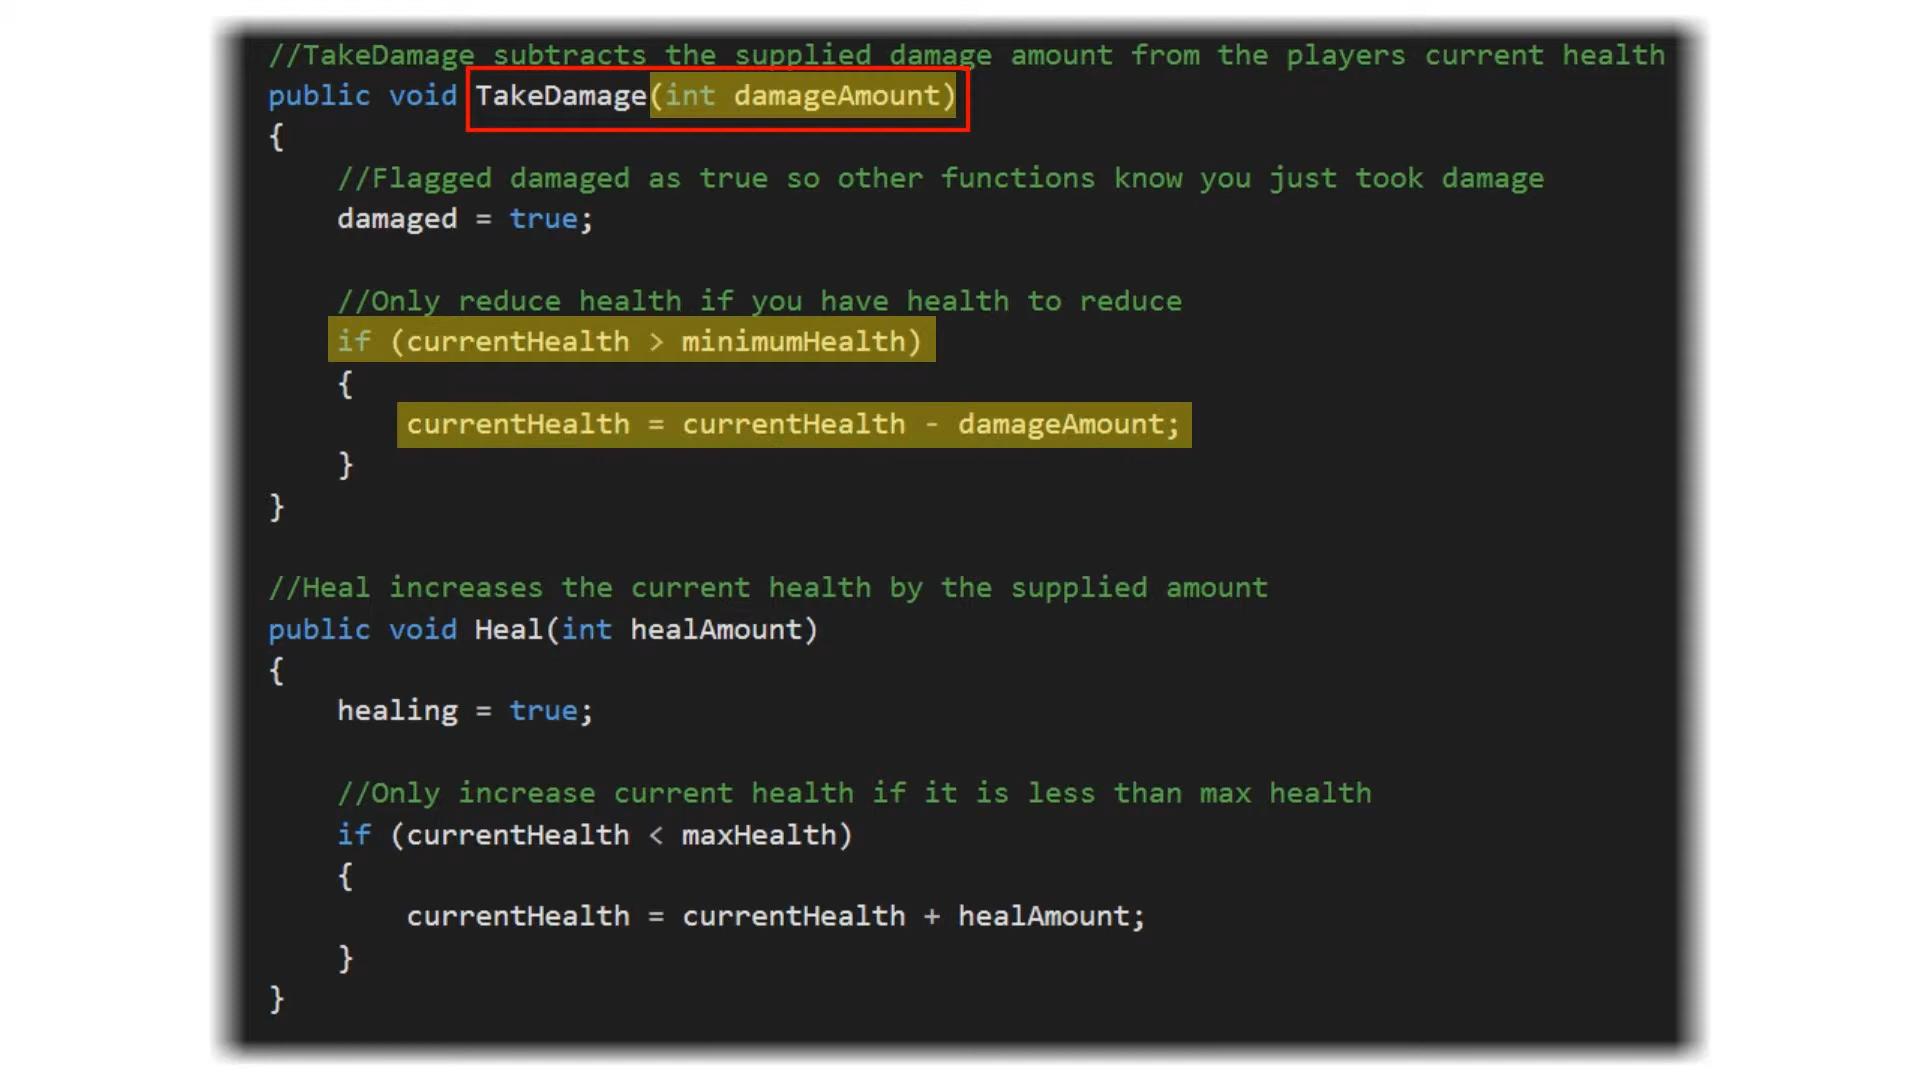 //TakeDamage subtracts the supplied damage amount from the players current health
public void TakeDamage(int damageAmount)
{
    //Flagged damaged as true so other functions know you just took damage
    damaged = true;

    //Only reduce health if you have health to reduce
    if (currentHealth > minimumHealth)
    {
        currentHealth = currentHealth - damageAmount;
    }
}

//Heal increases the current health by the supplied amount
public void Heal(int healAmount)
{
    healing = true;

    //Only increase current health if it is less than max health
    if (currentHealth < maxHealth)
    {
        currentHealth = currentHealth + healAmount;
    }
}